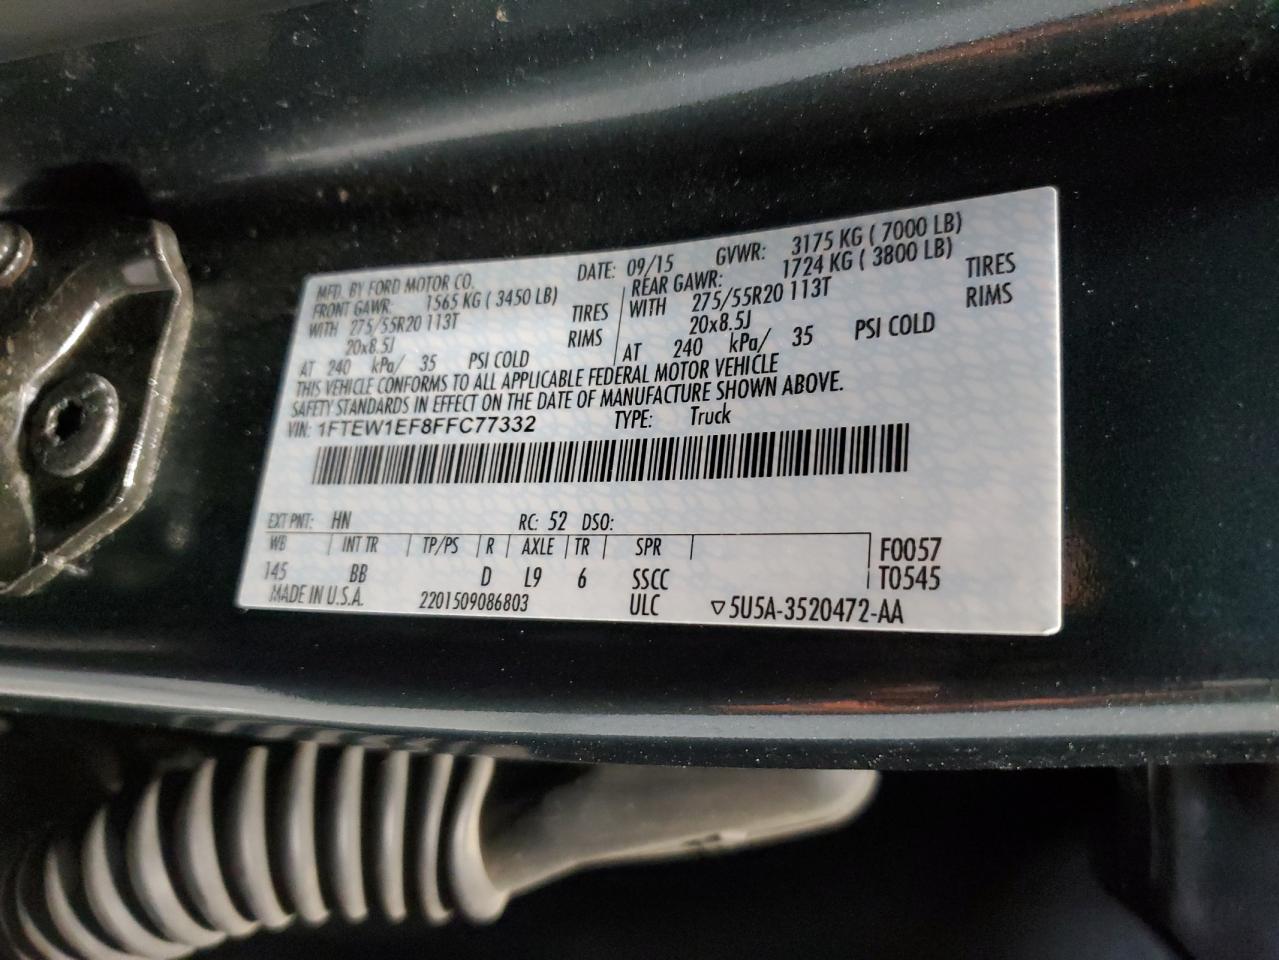 MFD. BY FORD MOTOR CO. DATE: 09/15 GVWR: 3175 KG ( 7000 LB)
FRONT GAWR: 1565 KG ( 3450 LB) REAR GAWR: 1724 KG ( 3800 LB)
WITH 275/55R20 113T TIRES WITH 275/55R20 113T TIRES
20x8.5J RIMS 20x8.5J RIMS
AT 240 kPa/ 35 PSI COLD AT 240 kPa/ 35 PSI COLD
THIS VEHICLE CONFORMS TO ALL APPLICABLE FEDERAL MOTOR VEHICLE
SAFETY STANDARDS IN EFFECT ON THE DATE OF MANUFACTURE SHOWN ABOVE.
VIN: 1FTEW1EF8FFC77332 TYPE: Truck
EXT PNT: HN RC: 52 DSO:
WB INT TR TP/PS R AXLE TR SPR F0057
145 BB D L9 6 SSCC T0545
MADE IN U.S.A. 2201509086803 ULC ▽5U5A-3520472-AA